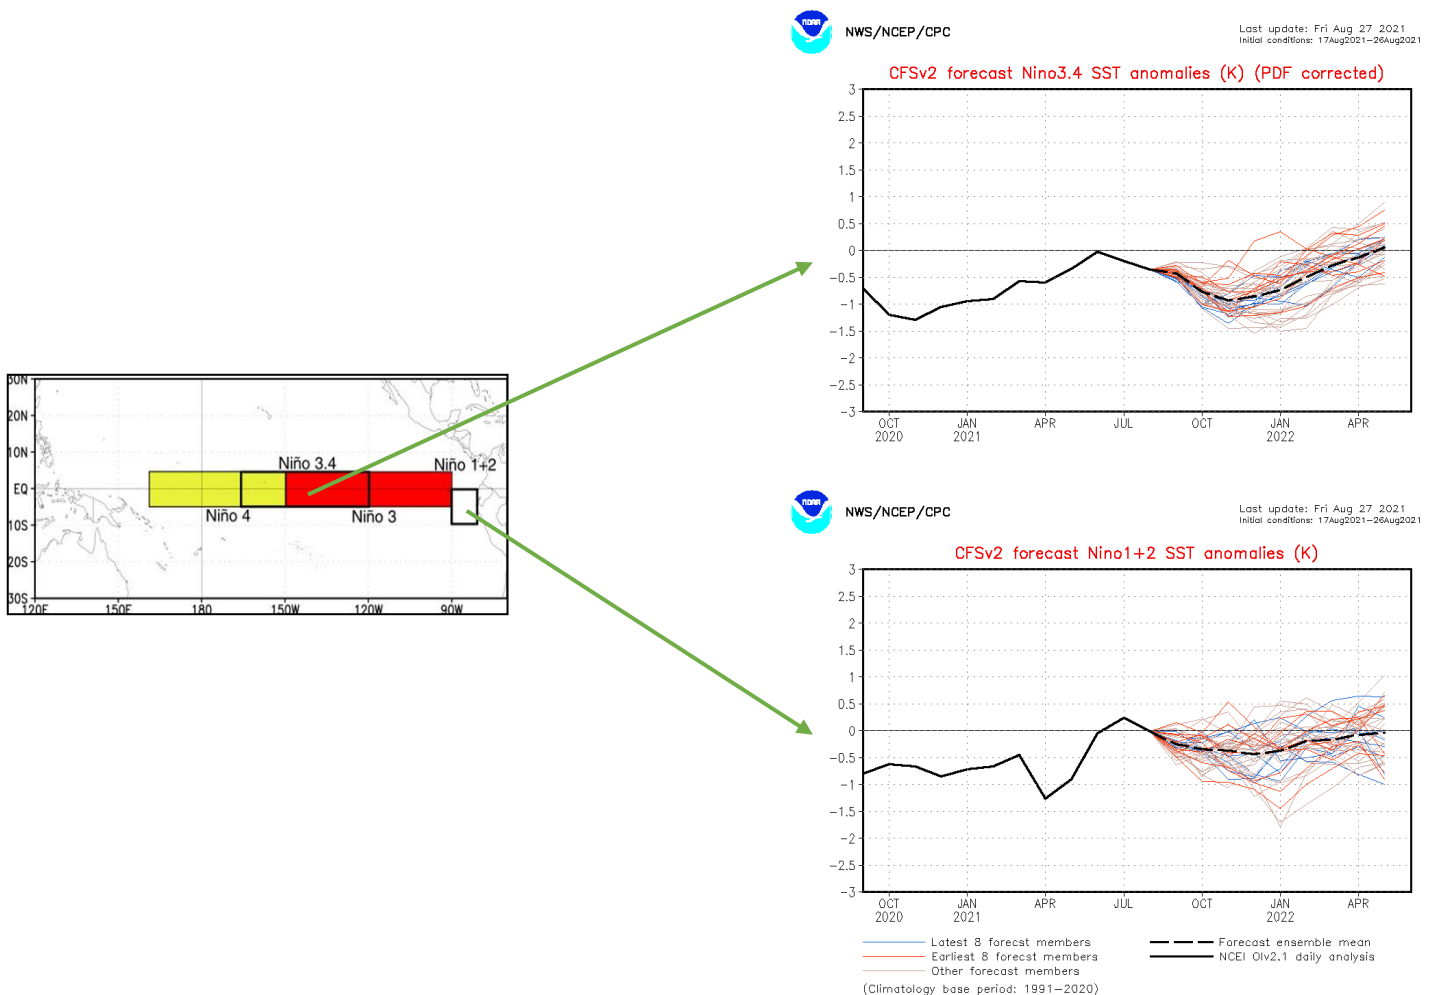 30N
20N
10N
EQ
10S
20S
30S
120E 150E 180 150W 120W 90W
Niño 3.4
Niño 1+2
Niño 4
Niño 3
NOAA
NWS/NCEP/CPC
Last update: Fri Aug 27 2021
Initial conditions: 17Aug2021-26Aug2021
CFSv2 forecast Nino3.4 SST anomalies (K) (PDF corrected)
3
2.5
2
1.5
1
0.5
0
-0.5
-1
-1.5
-2
-2.5
-3
OCT JAN APR JUL OCT JAN APR
2020 2021 2022
NOAA
NWS/NCEP/CPC
Last update: Fri Aug 27 2021
Initial conditions: 17Aug2021-26Aug2021
CFSv2 forecast Nino1+2 SST anomalies (K)
3
2.5
2
1.5
1
0.5
0
-0.5
-1
-1.5
-2
-2.5
-3
OCT JAN APR JUL OCT JAN APR
2020 2021 2022
Latest 8 forecst members
Earliest 8 forecst members
Other forecast members
(Climatology base period: 1991-2020)
Forecast ensemble mean
NCEI OIv2.1 daily analysis